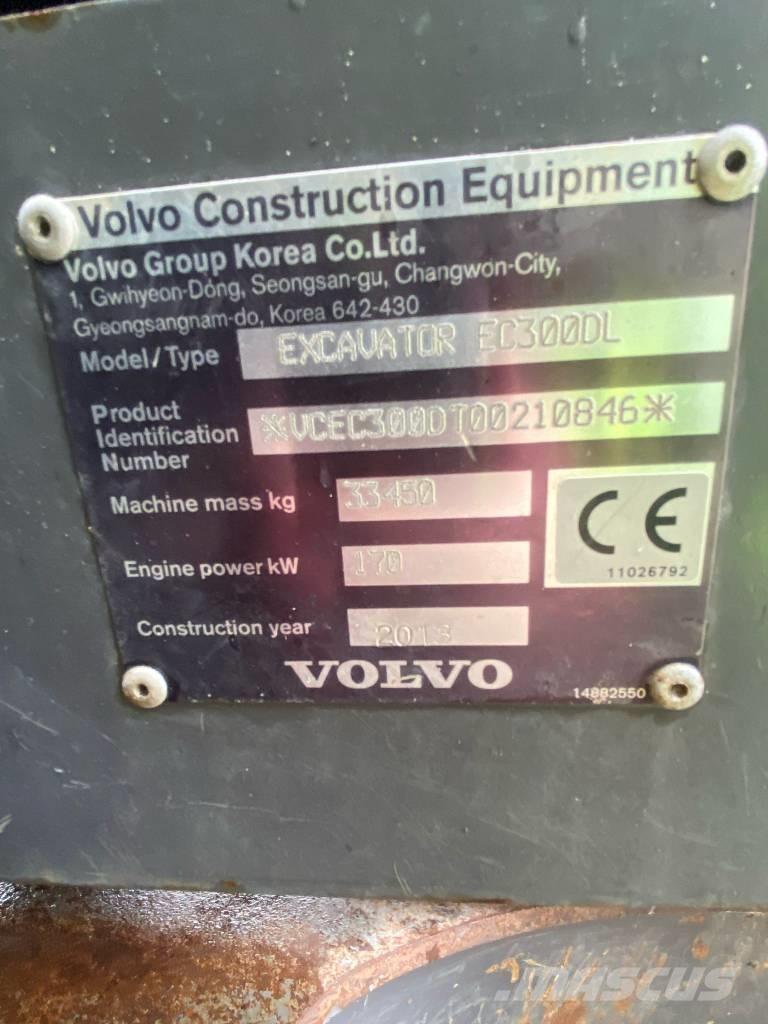 Volvo Construction Equipment
Volvo Group Korea Co.Ltd.
1, Gwihyeon-Dong, Seongsan-gu, Changwon-City,
Gyeongsangnam-do, Korea 642-430
Model/Type EXCAVATOR EC300DL
Product
Identification *VCEC300DT00210846*
Number
Machine mass kg 33450
CE
Engine power kW 170
11026792
Construction year 2013
VOLVO
14882550
MASCUS